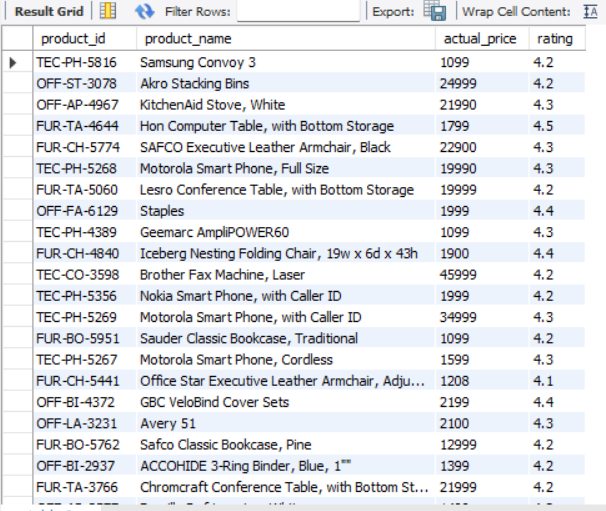 Result Grid Filter Rows: Export: Wrap Cell Content:
product_id product_name actual_price rating
TEC-PH-5816 Samsung Convoy 3 1099 4.2
OFF-ST-3078 Akro Stacking Bins 24999 4.2
OFF-AP-4967 KitchenAid Stove, White 21990 4.3
FUR-TA-4644 Hon Computer Table, with Bottom Storage 1799 4.5
FUR-CH-5774 SAFCO Executive Leather Armchair, Black 22900 4.3
TEC-PH-5268 Motorola Smart Phone, Full Size 19990 4.3
FUR-TA-5060 Lesro Conference Table, with Bottom Storage 19999 4.2
OFF-FA-6129 Staples 1999 4.4
TEC-PH-4389 Geemarc AmpliPOWER60 1099 4.3
FUR-CH-4840 Iceberg Nesting Folding Chair, 19w x 6d x 43h 1900 4.4
TEC-CO-3598 Brother Fax Machine, Laser 45999 4.2
TEC-PH-5356 Nokia Smart Phone, with Caller ID 1999 4.2
TEC-PH-5269 Motorola Smart Phone, with Caller ID 34999 4.3
FUR-BO-5951 Sauder Classic Bookcase, Traditional 1099 4.2
TEC-PH-5267 Motorola Smart Phone, Cordless 1599 4.3
FUR-CH-5441 Office Star Executive Leather Armchair, Adju... 1208 4.1
OFF-BI-4372 GBC VeloBind Cover Sets 2199 4.4
OFF-LA-3231 Avery 51 2100 4.3
FUR-BO-5762 Safco Classic Bookcase, Pine 12999 4.2
OFF-BI-2937 ACCOHIDE 3-Ring Binder, Blue, 1"" 1399 4.2
FUR-TA-3766 Chromcraft Conference Table, with Bottom St... 21999 4.2